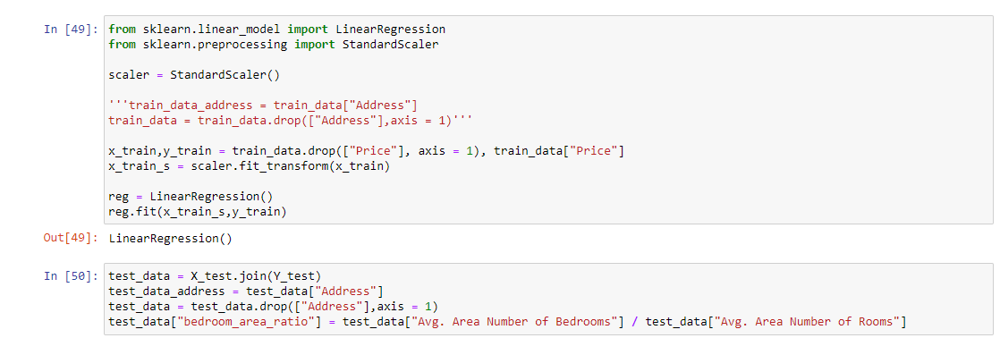 In [49]: from sklearn.linear_model import LinearRegression
from sklearn.preprocessing import StandardScaler
scaler = StandardScaler()
'''train_data_address = train_data["Address"]
train_data = train_data.drop(["Address"],axis = 1)'''
x_train,y_train = train_data.drop(["Price"], axis = 1), train_data["Price"]
x_train_s = scaler.fit_transform(x_train)
reg = LinearRegression()
reg.fit(x_train_s,y_train)
Out[49]: LinearRegression()
In [50]: test_data = X_test.join(Y_test)
test_data_address = test_data["Address"]
test_data = test_data.drop(["Address"],axis = 1)
test_data["bedroom_area_ratio"] = test_data["Avg. Area Number of Bedrooms"] / test_data["Avg. Area Number of Rooms"]